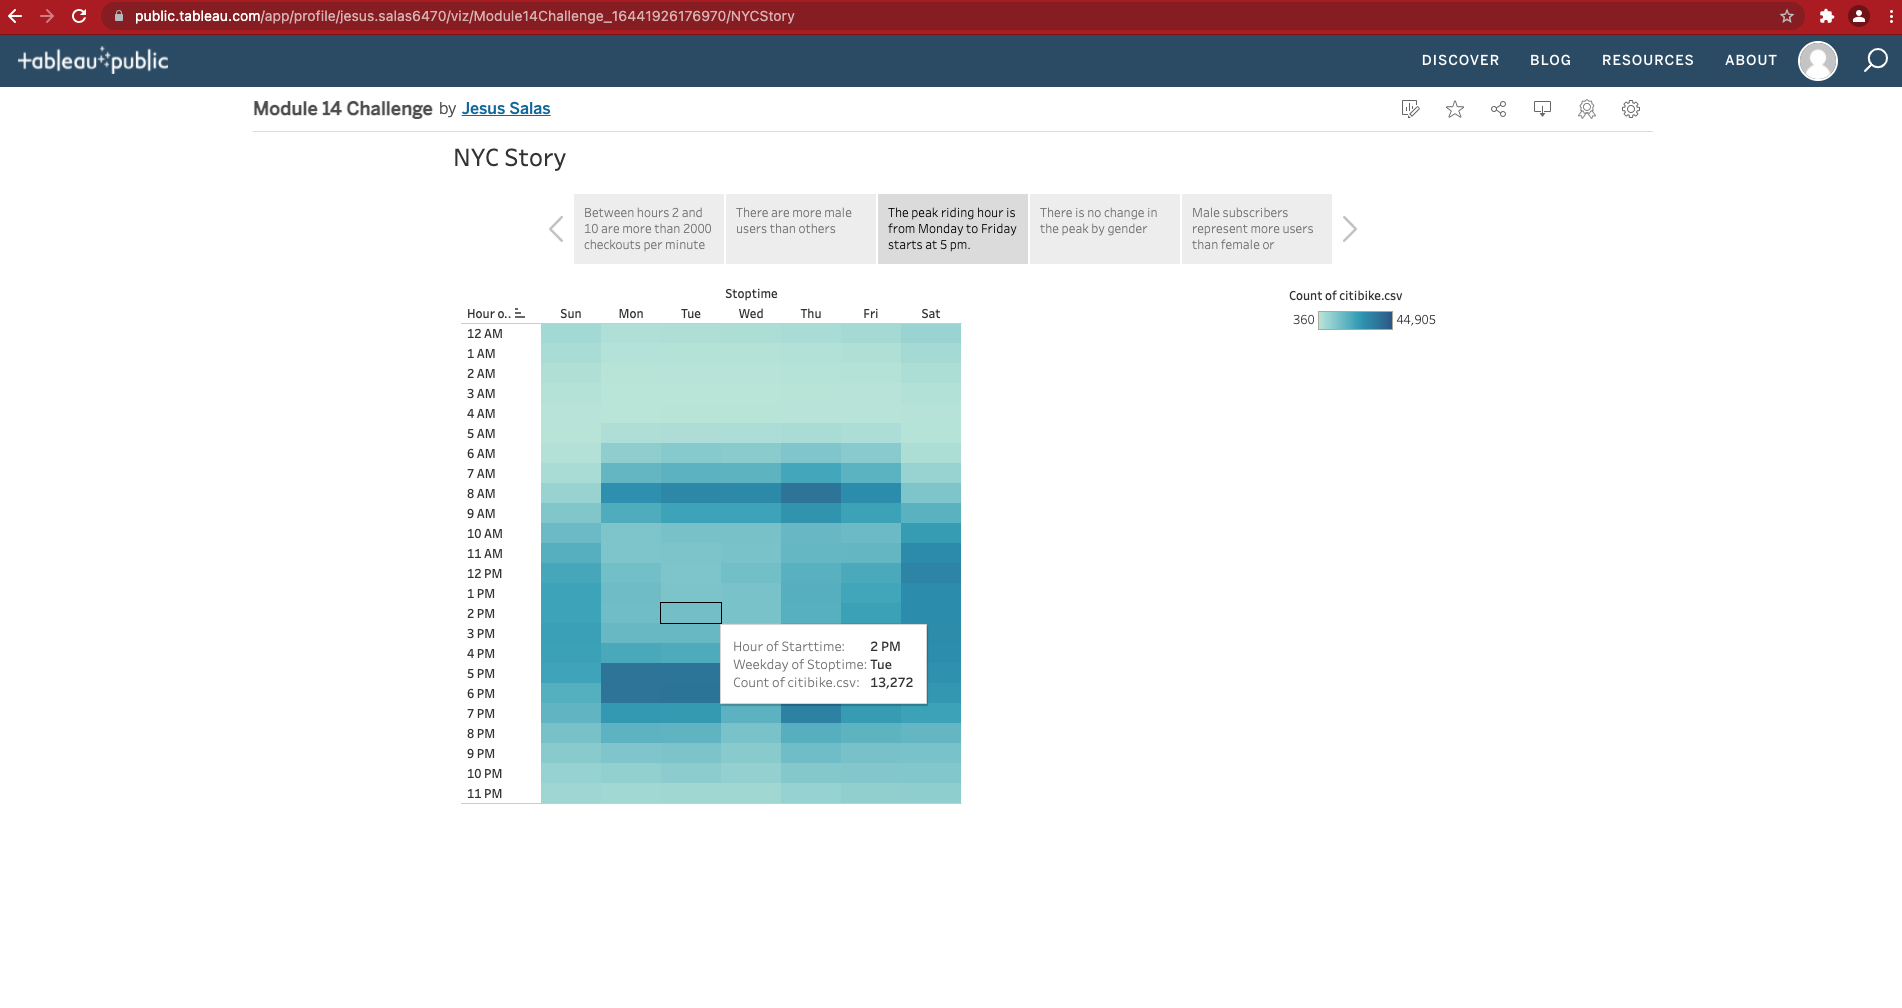 public.tableau.com/app/profile/jesus.salas6470/viz/Module14Challenge_16441926176970/NYCStory
tableau public
DISCOVER BLOG RESOURCES ABOUT
Module 14 Challenge by Jesus Salas
NYC Story
Between hours 2 and
10 are more than 2000
checkouts per minute
There are more male
users than others
The peak riding hour is
from Monday to Friday
starts at 5 pm.
There is no change in
the peak by gender
Male subscribers
represent more users
than female or
Stoptime
Hour o.. Sun Mon Tue Wed Thu Fri Sat
12 AM
1 AM
2 AM
3 AM
4 AM
5 AM
6 AM
7 AM
8 AM
9 AM
10 AM
11 AM
12 PM
1 PM
2 PM
3 PM
4 PM
5 PM
6 PM
7 PM
8 PM
9 PM
10 PM
11 PM
Hour of Starttime: 2 PM
Weekday of Stoptime: Tue
Count of citibike.csv: 13,272
Count of citibike.csv
360 44,905